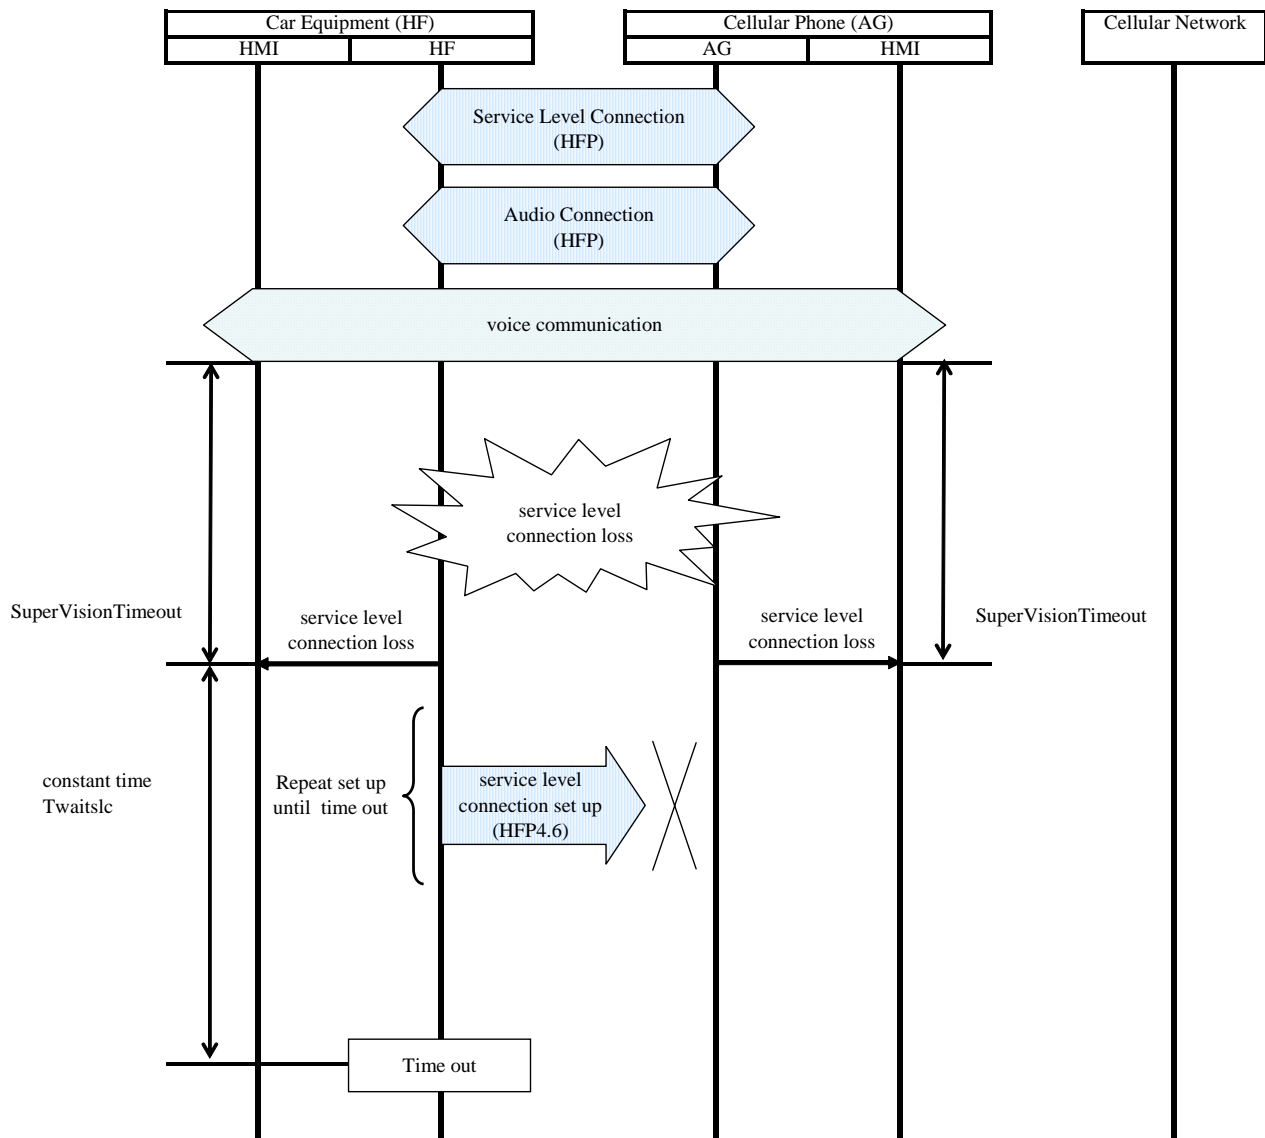 Car Equipment (HF)
Cellular Phone (AG)
Cellular Network
HMI
HF
AG
HMI
Service Level Connection
(HFP)
Audio Connection
(HFP)
voice communication
service level
connection loss
SuperVisionTimeout
service level
connection loss
service level
connection loss
SuperVisionTimeout
constant time
Twaitslc
Repeat set up
until time out
service level
connection set up
(HFP4.6)
Time out